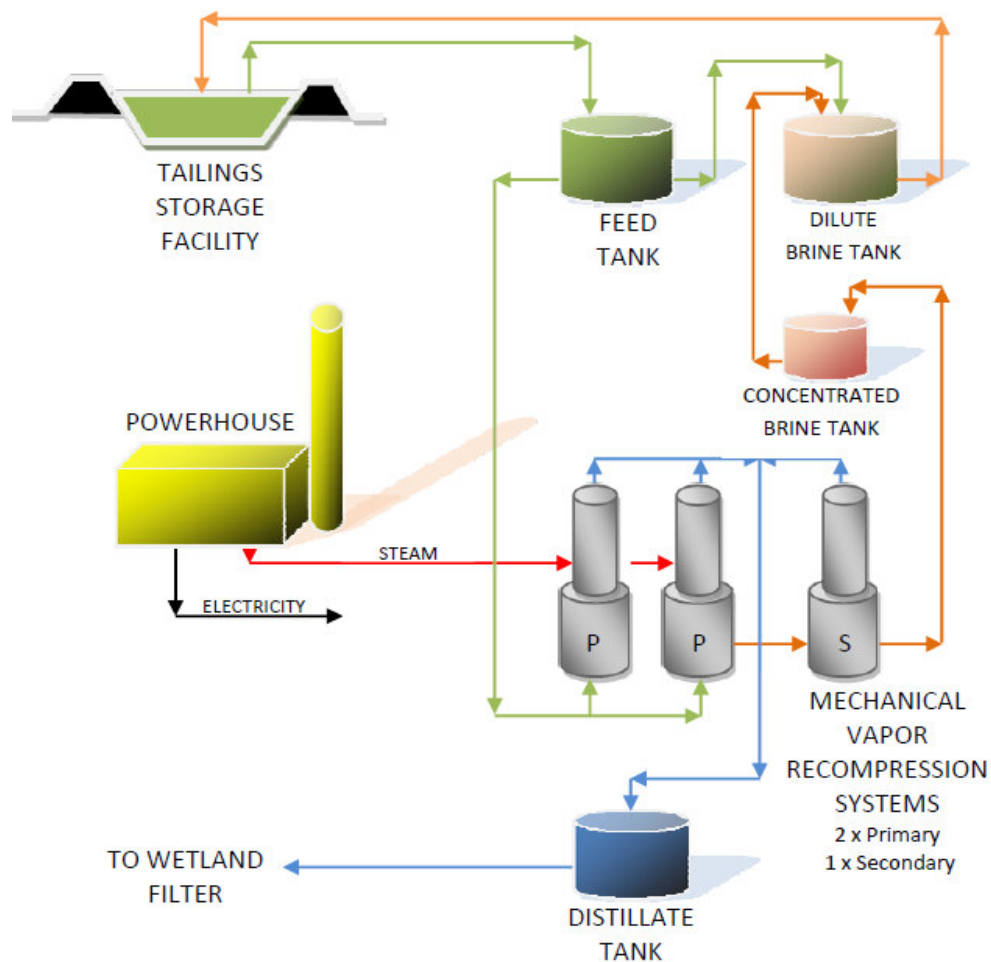 TAILINGS
STORAGE
FACILITY
FEED
TANK
DILUTE
BRINE TANK
CONCENTRATED
BRINE TANK
POWERHOUSE
STEAM
ELECTRICITY
P
P
S
MECHANICAL
VAPOR
RECOMPRESSION
SYSTEMS
2 x Primary
1 x Secondary
TO WETLAND
FILTER
DISTILLATE
TANK